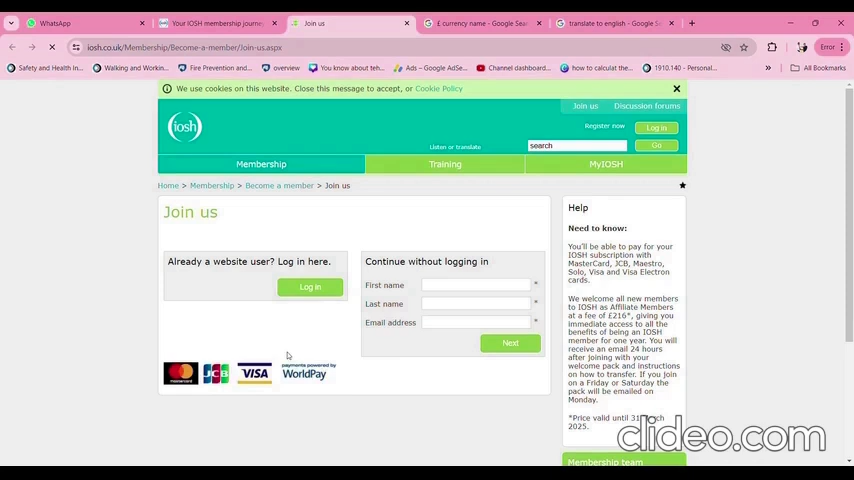 WhatsApp
Your IOSH membership journey
Join us
£ currency name - Google Sear
translate to english - Google Se
iosh.co.uk/Membership/Become-a-member/Join-us.aspx
Error
Safety and Health In...
Walking and Working...
Fire Prevention and...
overview
You know about teh...
Ads – Google AdSe...
Channel dashboard...
how to calculat the...
1910.140 - Personal...
All Bookmarks
We use cookies on this website. Close this message to accept, or Cookie Policy
Join us Discussion forums
iosh
Register now Log in
Listen or translate search Go
Membership Training MyIOSH
Home > Membership > Become a member > Join us
Join us
Already a website user? Log in here.
Log in
Continue without logging in
First name *
Last name *
Email address *
Next
mastercard JCB VISA payments powered by
WorldPay
Help
Need to know:
You'll be able to pay for your
IOSH subscription with
MasterCard, JCB, Maestro,
Solo, Visa and Visa Electron
cards.
We welcome all new members
to IOSH as Affiliate Members
at a fee of £216*, giving you
immediate access to all the
benefits of being an IOSH
member for one year. You will
receive an email 24 hours
after joining with your
welcome pack and instructions
on how to transfer. If you join
on a Friday or Saturday the
pack will be emailed on
Monday.
*Price valid until 31 March
2025.
clideo.com
Membership team